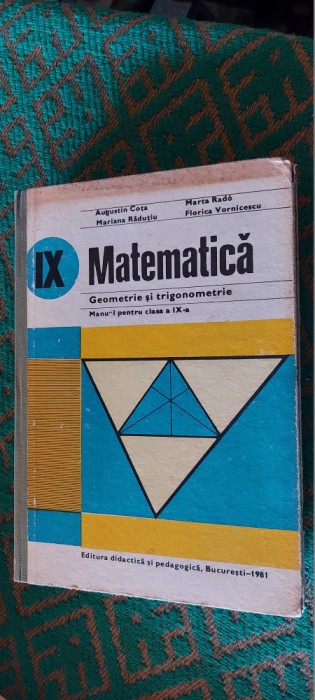 Augustin Coța
Mariana Răduțiu
Marta Radó
Florica Vornicescu
IX Matematică
Geometrie și trigonometrie
Manual pentru clasa a IX-a
Editura didactică și pedagogică, București–1981